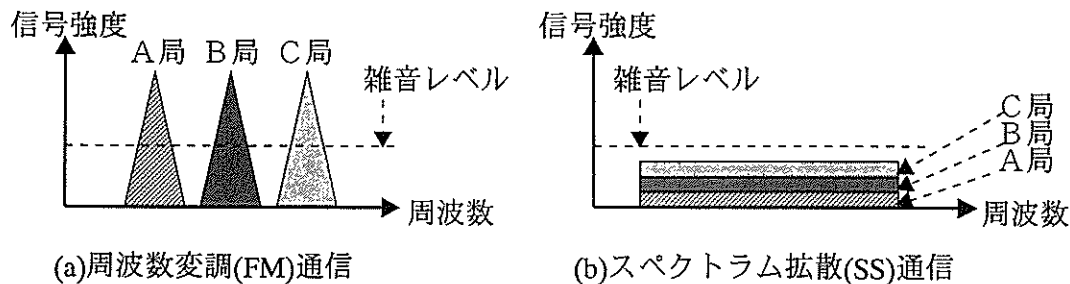 信号強度
A局 B局 C局
雑音レベル
周波数
(a)周波数変調(FM)通信
信号強度
雑音レベル
C局
B局
A局
周波数
(b)スペクトラム拡散(SS)通信